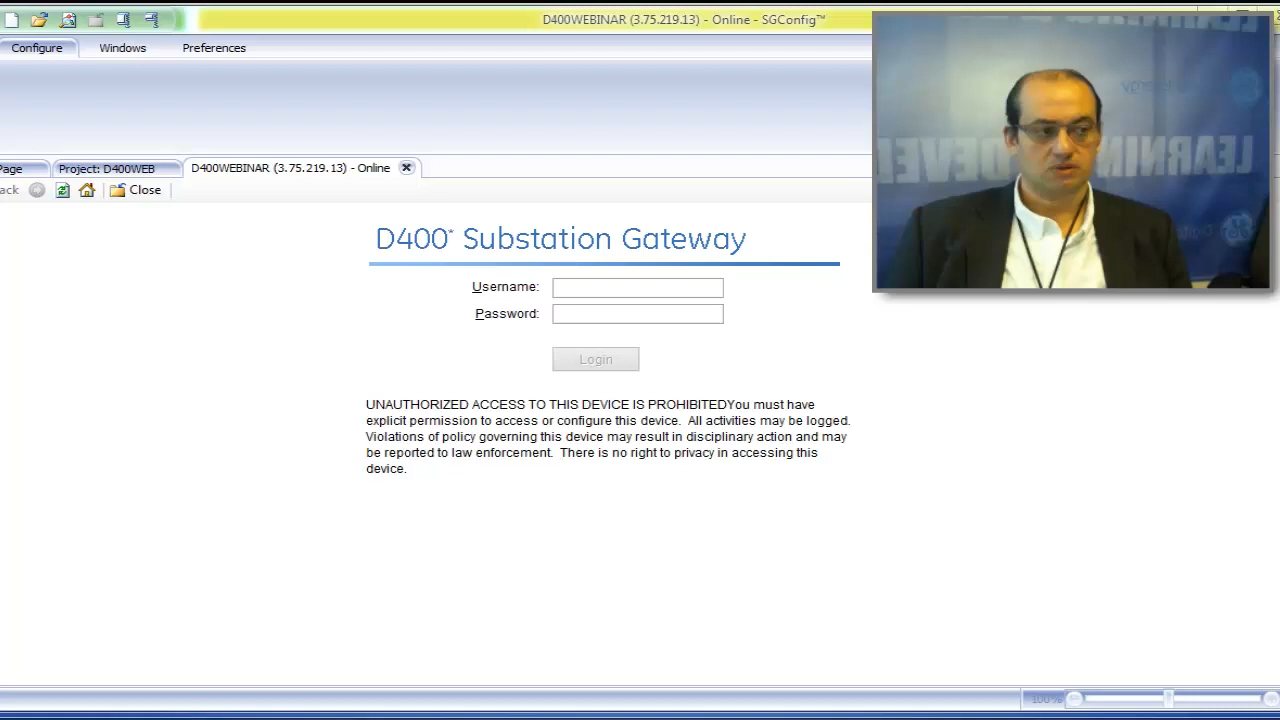 D400WEBINAR (3.75.219.13) - Online - SGConfig™
Configure Windows Preferences
Page Project: D400WEB D400WEBINAR (3.75.219.13) - Online
ack Close
D400* Substation Gateway
Username:
Password:
Login
UNAUTHORIZED ACCESS TO THIS DEVICE IS PROHIBITEDYou must have
explicit permission to access or configure this device. All activities may be logged.
Violations of policy governing this device may result in disciplinary action and may
be reported to law enforcement. There is no right to privacy in accessing this
device.
100%
LEARNIN DEVEL
LEARNIN